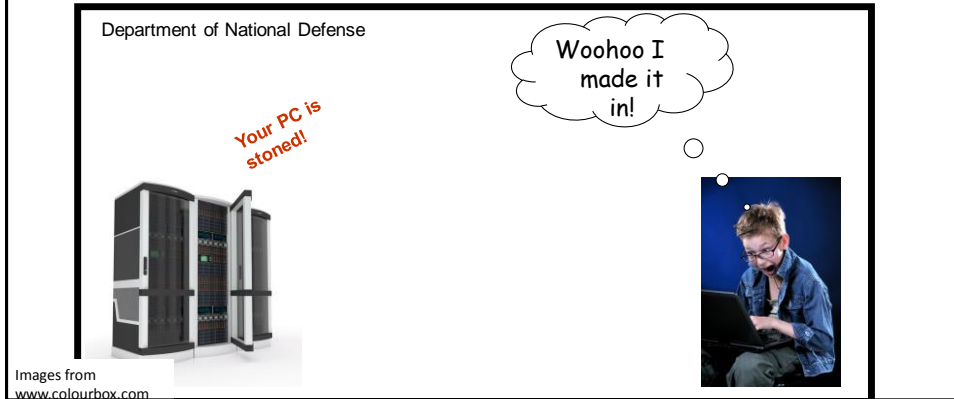 Department of National Defense
Woohoo I
made it
in!
Your PC is
stoned!
Images from
www.colourbox.com